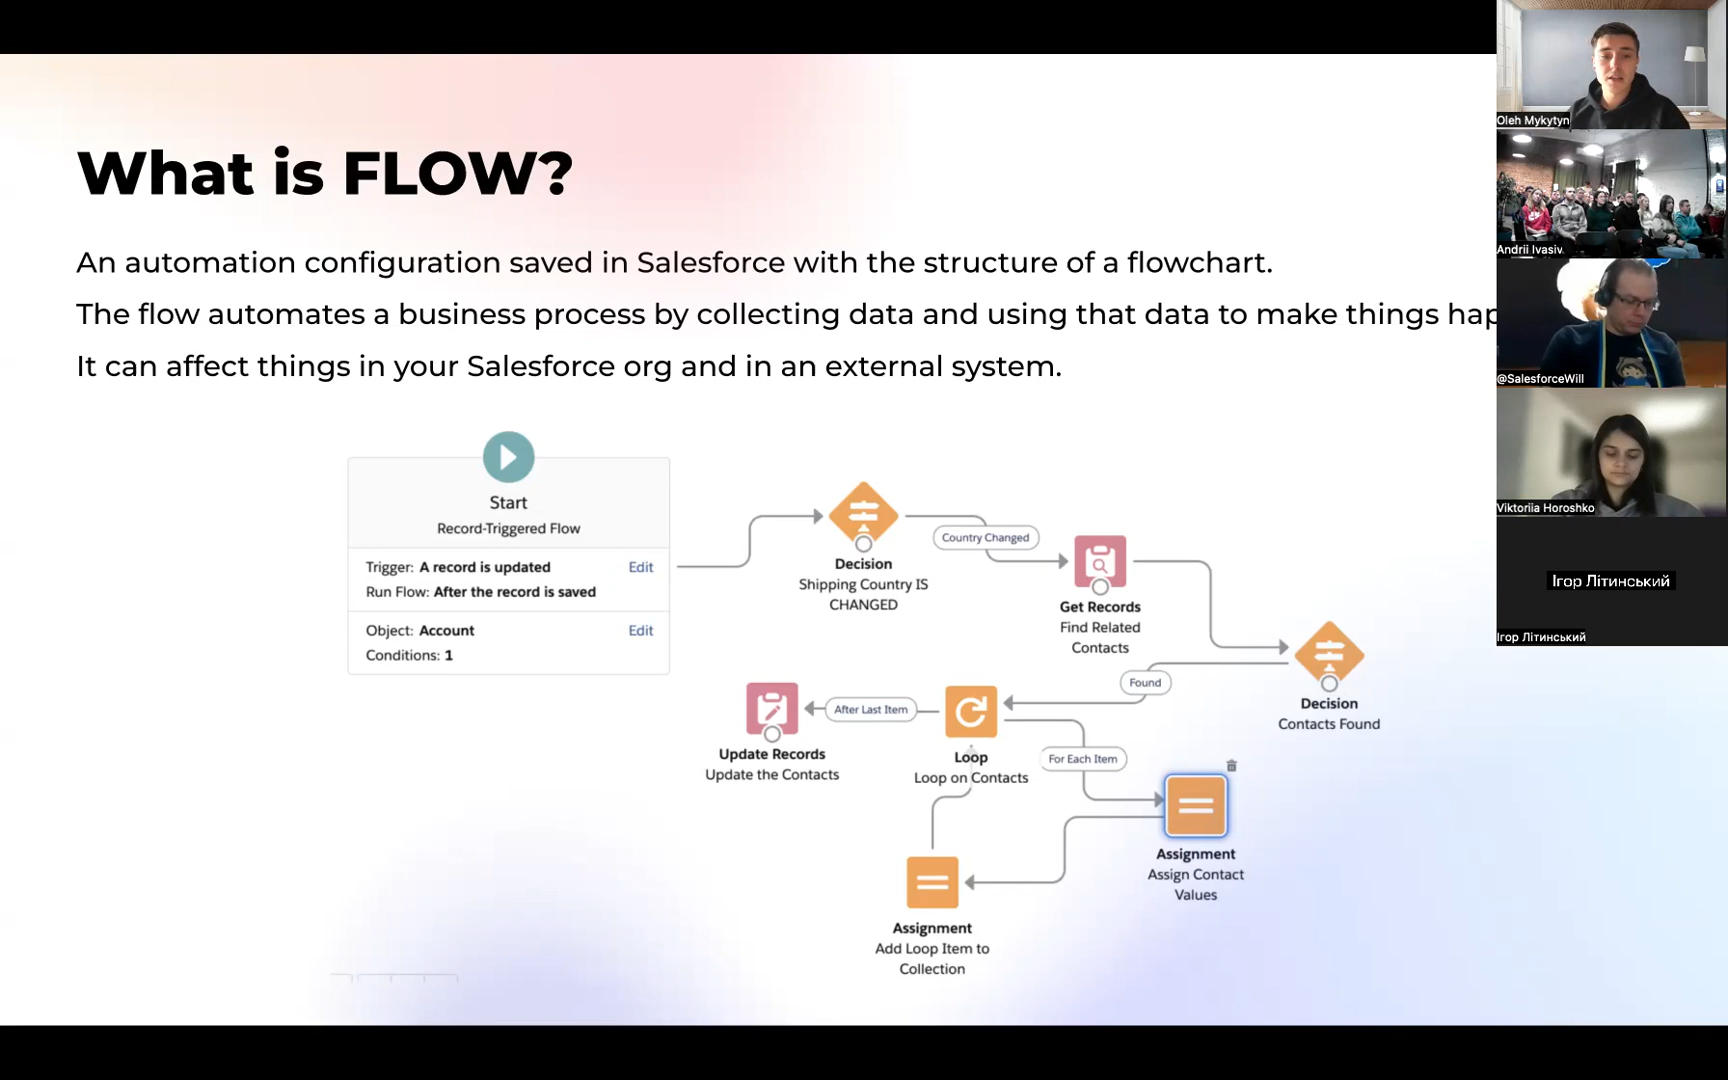 What is FLOW?
An automation configuration saved in Salesforce with the structure of a flowchart.
The flow automates a business process by collecting data and using that data to make things hap
It can affect things in your Salesforce org and in an external system.
Start
Record-Triggered Flow
Trigger: A record is updated Edit
Run Flow: After the record is saved
Object: Account Edit
Conditions: 1
Decision
Shipping Country IS
CHANGED
Country Changed
Get Records
Find Related
Contacts
Decision
Contacts Found
Found
Loop
Loop on Contacts
After Last Item
Update Records
Update the Contacts
For Each Item
Assignment
Assign Contact
Values
Assignment
Add Loop Item to
Collection
Oleh Mykytyn
Andrii Ivasiv
@SalesforceWill
Viktoriia Horoshko
Ігор Літинський
Ігор Літинський